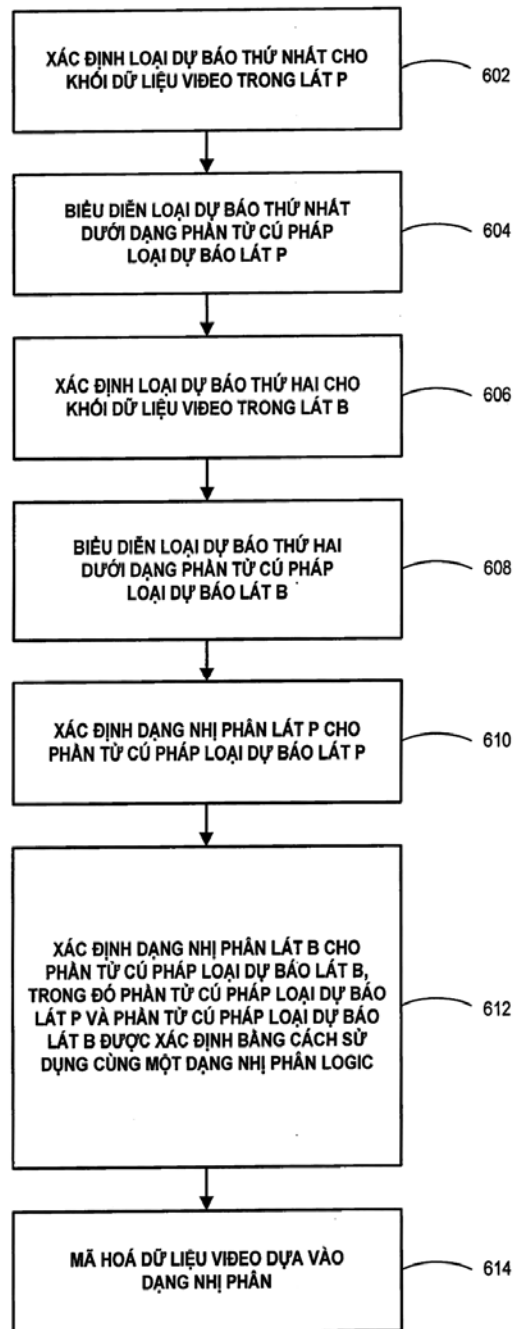 XÁC ĐỊNH LOẠI DỰ BÁO THỨ NHẤT CHO
KHỐI DỮ LIỆU VIĐEO TRONG LÁT P
602
BIỂU DIỄN LOẠI DỰ BÁO THỨ NHẤT
DƯỚI DẠNG PHẦN TỬ CÚ PHÁP
LOẠI DỰ BÁO LÁT P
604
XÁC ĐỊNH LOẠI DỰ BÁO THỨ HAI CHO
KHỐI DỮ LIỆU VIĐEO TRONG LÁT B
606
BIỂU DIỄN LOẠI DỰ BÁO THỨ HAI
DƯỚI DẠNG PHẦN TỬ CÚ PHÁP
LOẠI DỰ BÁO LÁT B
608
XÁC ĐỊNH DẠNG NHỊ PHÂN LÁT P CHO
PHẦN TỬ CÚ PHÁP LOẠI DỰ BÁO LÁT P
610
XÁC ĐỊNH DẠNG NHỊ PHÂN LÁT B CHO
PHẦN TỬ CÚ PHÁP LOẠI DỰ BÁO LÁT B,
TRONG ĐÓ PHẦN TỬ CÚ PHÁP LOẠI DỰ BÁO
LÁT P VÀ PHẦN TỬ CÚ PHÁP LOẠI DỰ BÁO
LÁT B ĐƯỢC XÁC ĐỊNH BẰNG CÁCH SỬ
DỤNG CÙNG MỘT DẠNG NHỊ PHÂN LOGIC
612
MÃ HOÁ DỮ LIỆU VIĐEO DỰA VÀO
DẠNG NHỊ PHÂN
614